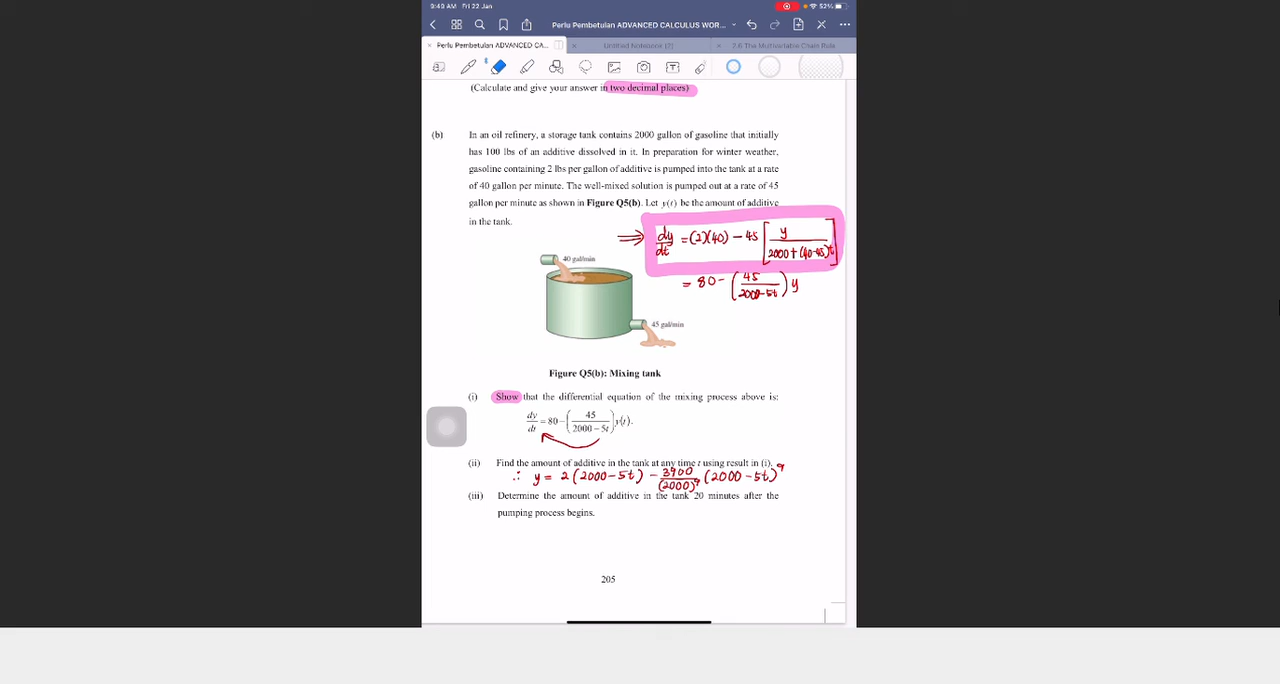 9:49 AM Fri 22 Jan
52%
Perlu Pembetulan ADVANCED CALCULUS WOR...
Perlu Pembetulan ADVANCED CA...
Untitled Notebook (2)
2.6 The Multivariable Chain Rule
(Calculate and give your answer in two decimal places)
(b) In an oil refinery, a storage tank contains 2000 gallon of gasoline that initially
has 100 lbs of an additive dissolved in it. In preparation for winter weather,
gasoline containing 2 lbs per gallon of additive is pumped into the tank at a rate
of 40 gallon per minute. The well-mixed solution is pumped out at a rate of 45
gallon per minute as shown in Figure Q5(b). Let y(t) be the amount of additive
in the tank.
⇒ dy/dt = (2)(40) − 45 [ y / 2000 + (40-45)t ]
= 80 − ( 45 / 2000-5t ) y
40 gal/min
45 gal/min
Figure Q5(b): Mixing tank
(i) Show that the differential equation of the mixing process above is:
dy/dt = 80 − ( 45 / 2000 − 5t ) y(t).
(ii) Find the amount of additive in the tank at any time t using result in (i).
∴ y = 2(2000 − 5t) − 3900/(2000)⁹ (2000 − 5t)⁹
(iii) Determine the amount of additive in the tank 20 minutes after the
pumping process begins.
205